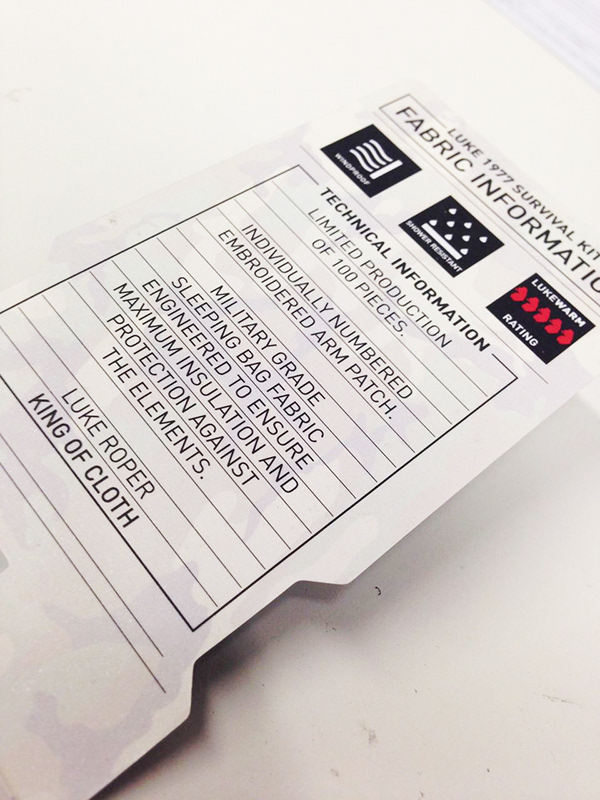 LUKE 1977 SURVIVAL KIT
FABRIC INFORMATIO
WINDPROOF
SHOWER RESISTANT
LUKEWARM
RATING
TECHNICAL INFORMATION
LIMITED PRODUCTION
OF 100 PIECES.
INDIVIDUALLY NUMBERED
EMBROIDERED ARM PATCH.
MILITARY GRADE
SLEEPING BAG FABRIC
ENGINEERED TO ENSURE
MAXIMUM INSULATION AND
PROTECTION AGAINST
THE ELEMENTS.
LUKE ROPER
KING OF CLOTH